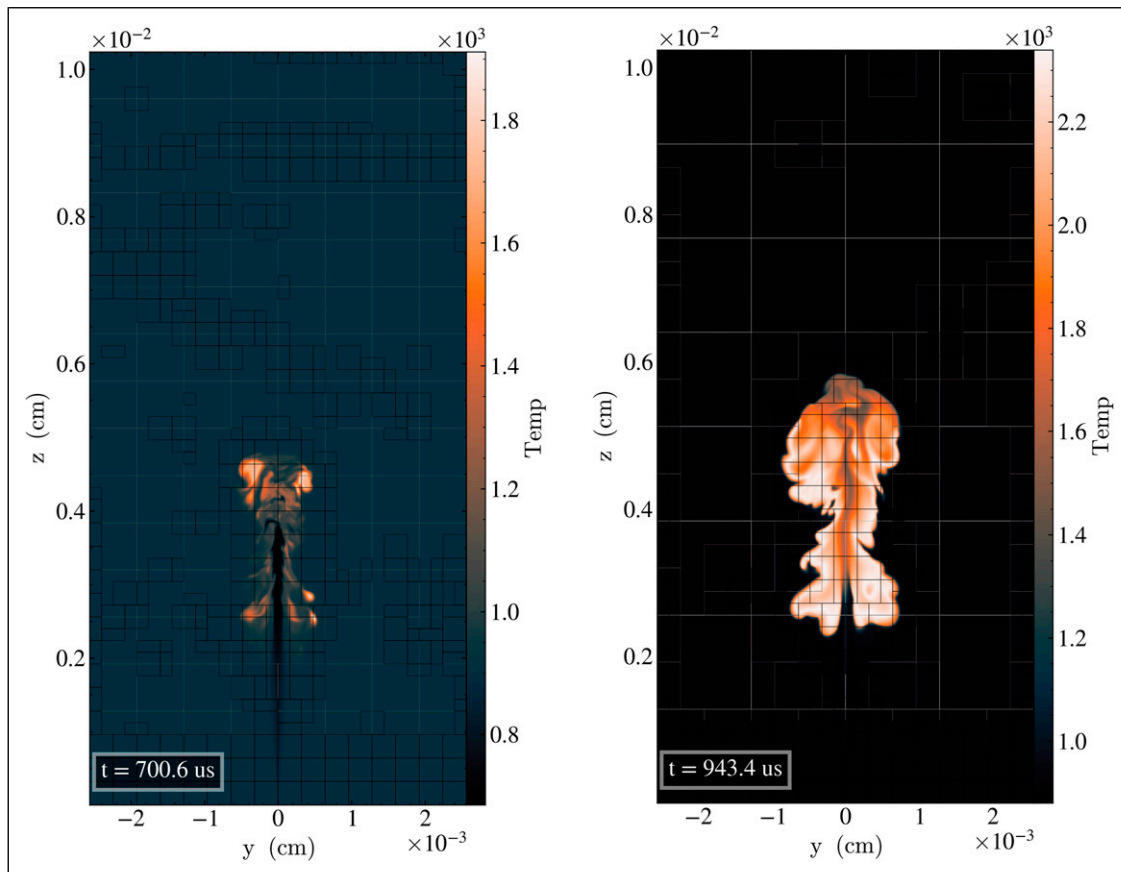 ×10⁻² ×10³
1.0
0.8
0.6
0.4
0.2
z (cm)
−2 −1 0 1 2
×10⁻³
y (cm)
1.8
1.6
1.4
1.2
1.0
0.8
Temp
t = 700.6 us
×10⁻² ×10³
1.0
0.8
0.6
0.4
0.2
z (cm)
−2 −1 0 1 2
×10⁻³
y (cm)
2.2
2.0
1.8
1.6
1.4
1.2
1.0
Temp
t = 943.4 us